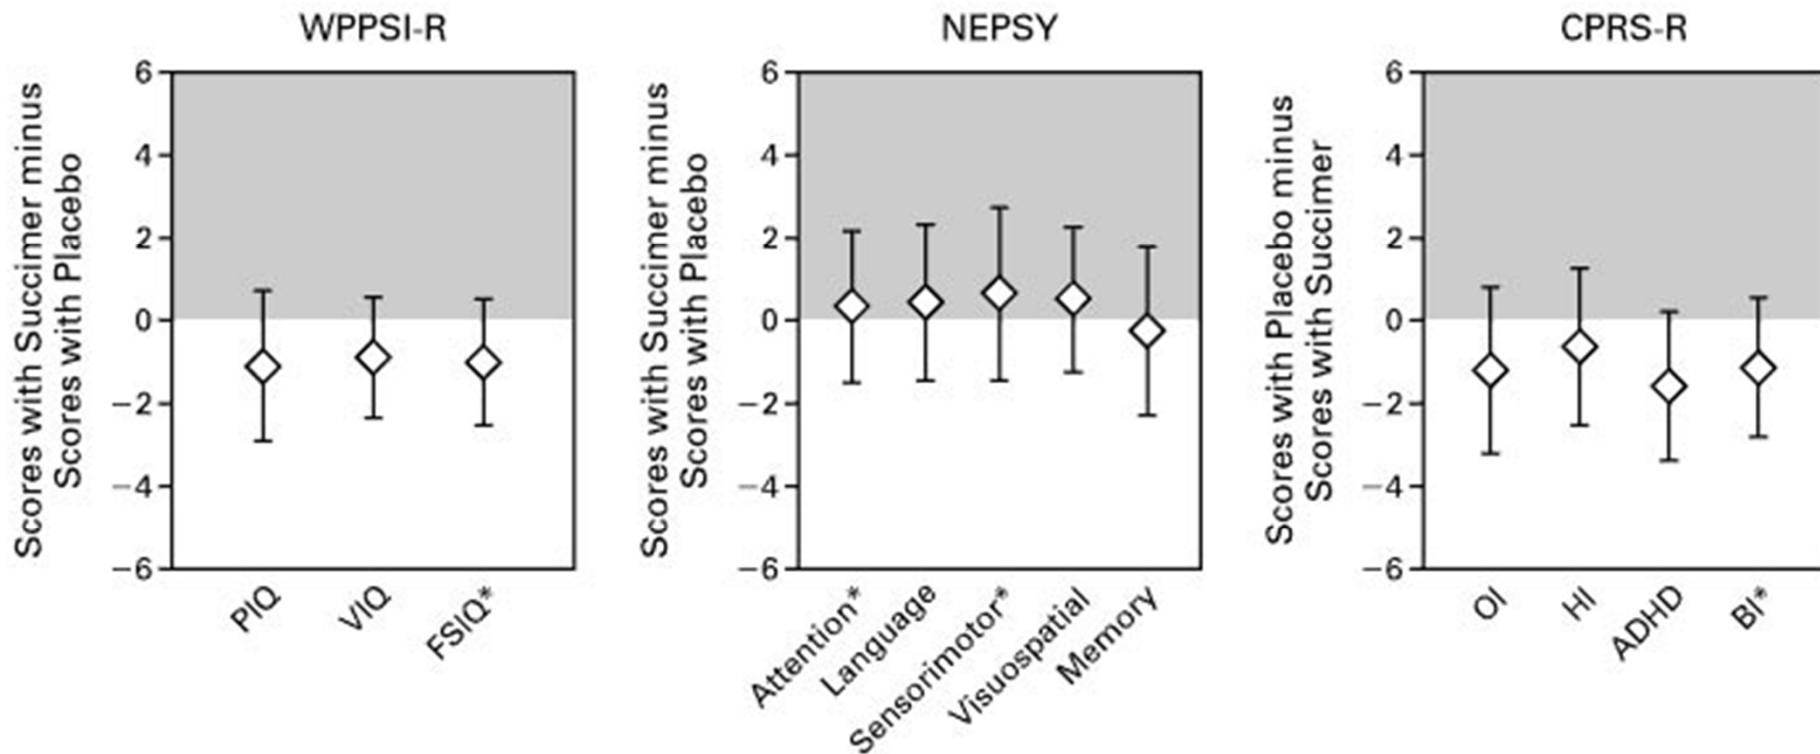 WPPSI-R
Scores with Succimer minus
Scores with Placebo
6
4
2
0
−2
−4
−6
PIQ
VIQ
FSIQ*
NEPSY
Scores with Succimer minus
Scores with Placebo
6
4
2
0
−2
−4
−6
Attention*
Language
Sensorimotor*
Visuospatial
Memory
CPRS-R
Scores with Placebo minus
Scores with Succimer
6
4
2
0
−2
−4
−6
OI
HI
ADHD
BI*